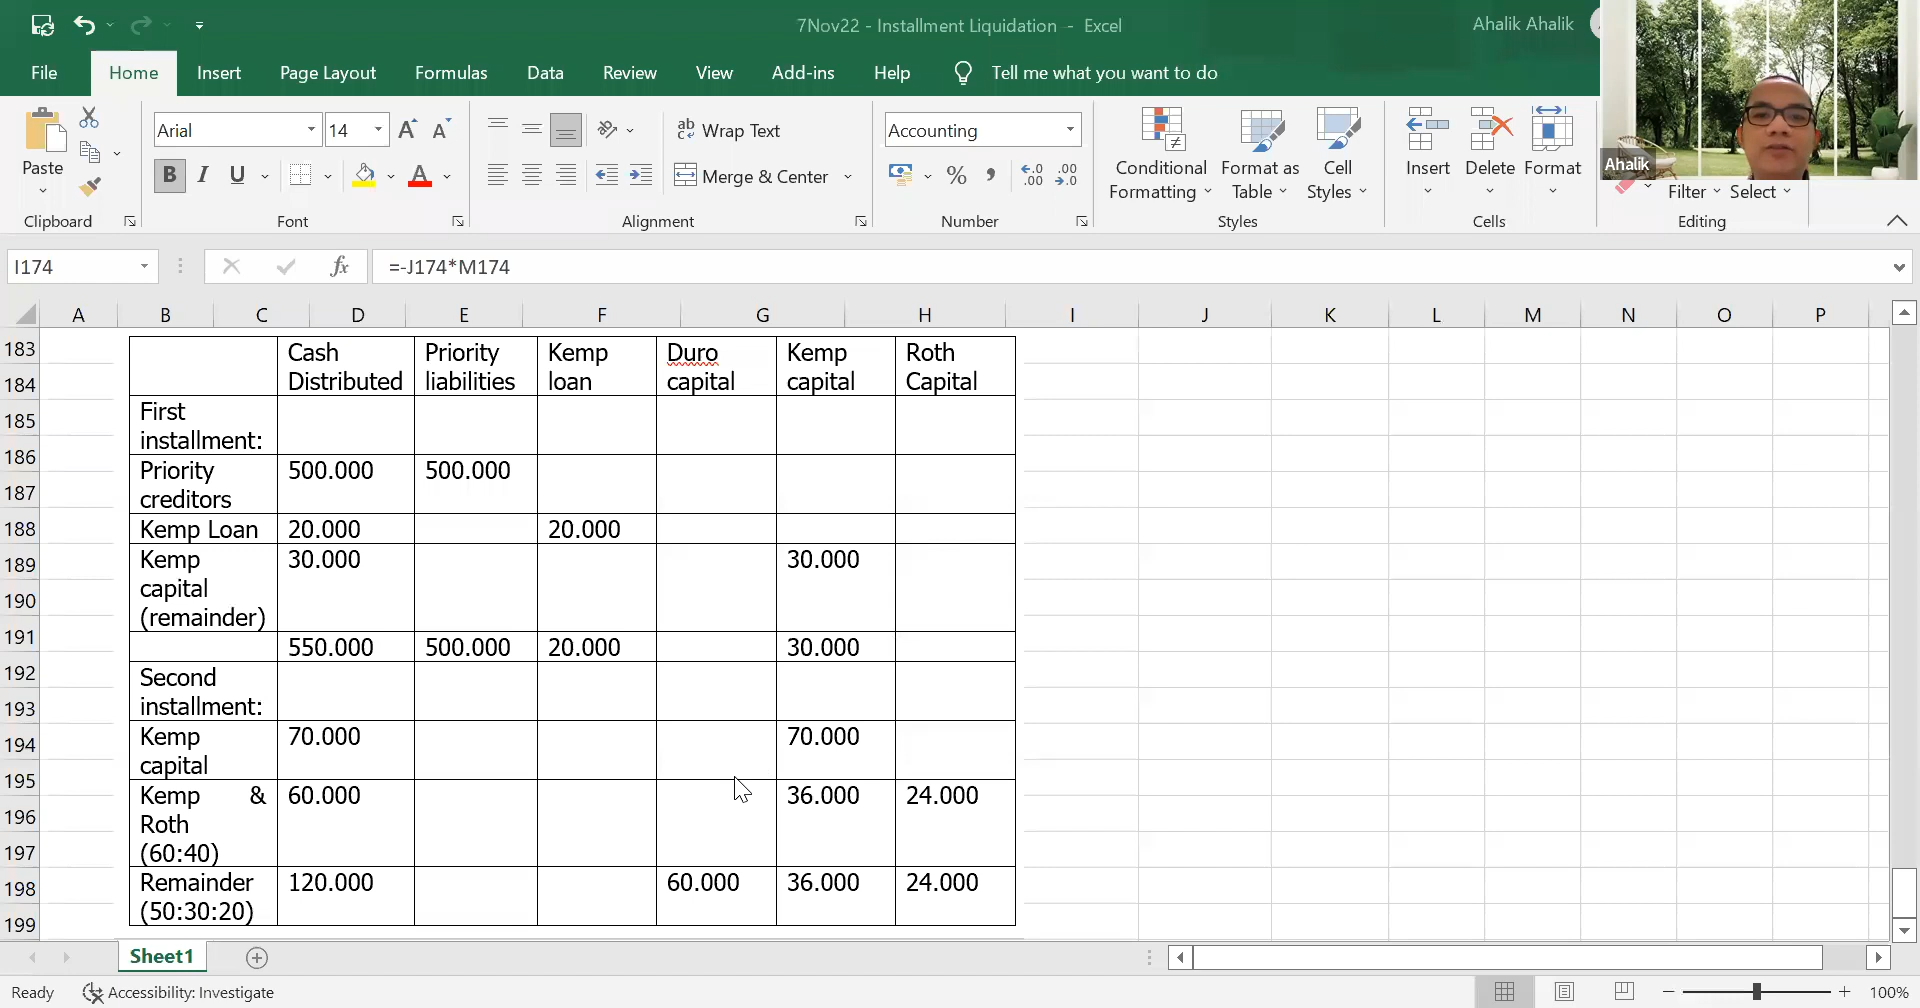 7Nov22 - Installment Liquidation - Excel
Ahalik Ahalik
File Home Insert Page Layout Formulas Data Review View Add-ins Help Tell me what you want to do
Paste
Clipboard
Arial 14
B I U
Font
Wrap Text
Merge & Center
Alignment
Accounting
% , .00 .00
Number
Conditional Formatting
Format as Table
Cell Styles
Styles
Insert Delete Format
Cells
Filter Select
Editing
Ahalik
I174 fx =-J174*M174
A B C D E F G H I J K L M N O P
183 Cash Priority Kemp Duro Kemp Roth
184 Distributed liabilities loan capital capital Capital
185 First
186 installment:
187 Priority 500.000 500.000
creditors
188 Kemp Loan 20.000 20.000
189 Kemp 30.000 30.000
190 capital
(remainder)
191 550.000 500.000 20.000 30.000
192 Second
193 installment:
194 Kemp 70.000 70.000
195 capital
196 Kemp & 60.000 36.000 24.000
Roth
197 (60:40)
198 Remainder 120.000 60.000 36.000 24.000
199 (50:30:20)
Sheet1
Ready Accessibility: Investigate 100%